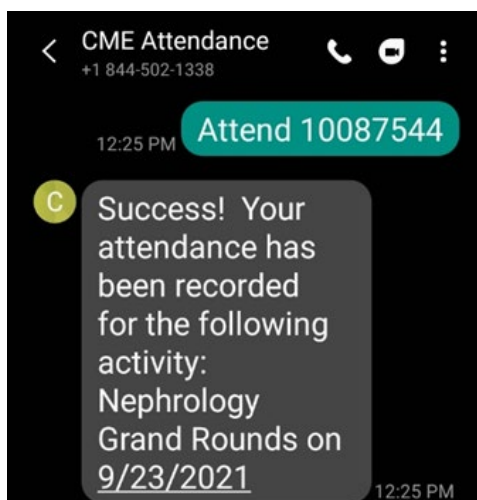 CME Attendance
+1 844-502-1338
Attend 10087544
12:25 PM
C
Success!  Your
attendance has
been recorded
for the following
activity:
Nephrology
Grand Rounds on
9/23/2021
12:25 PM